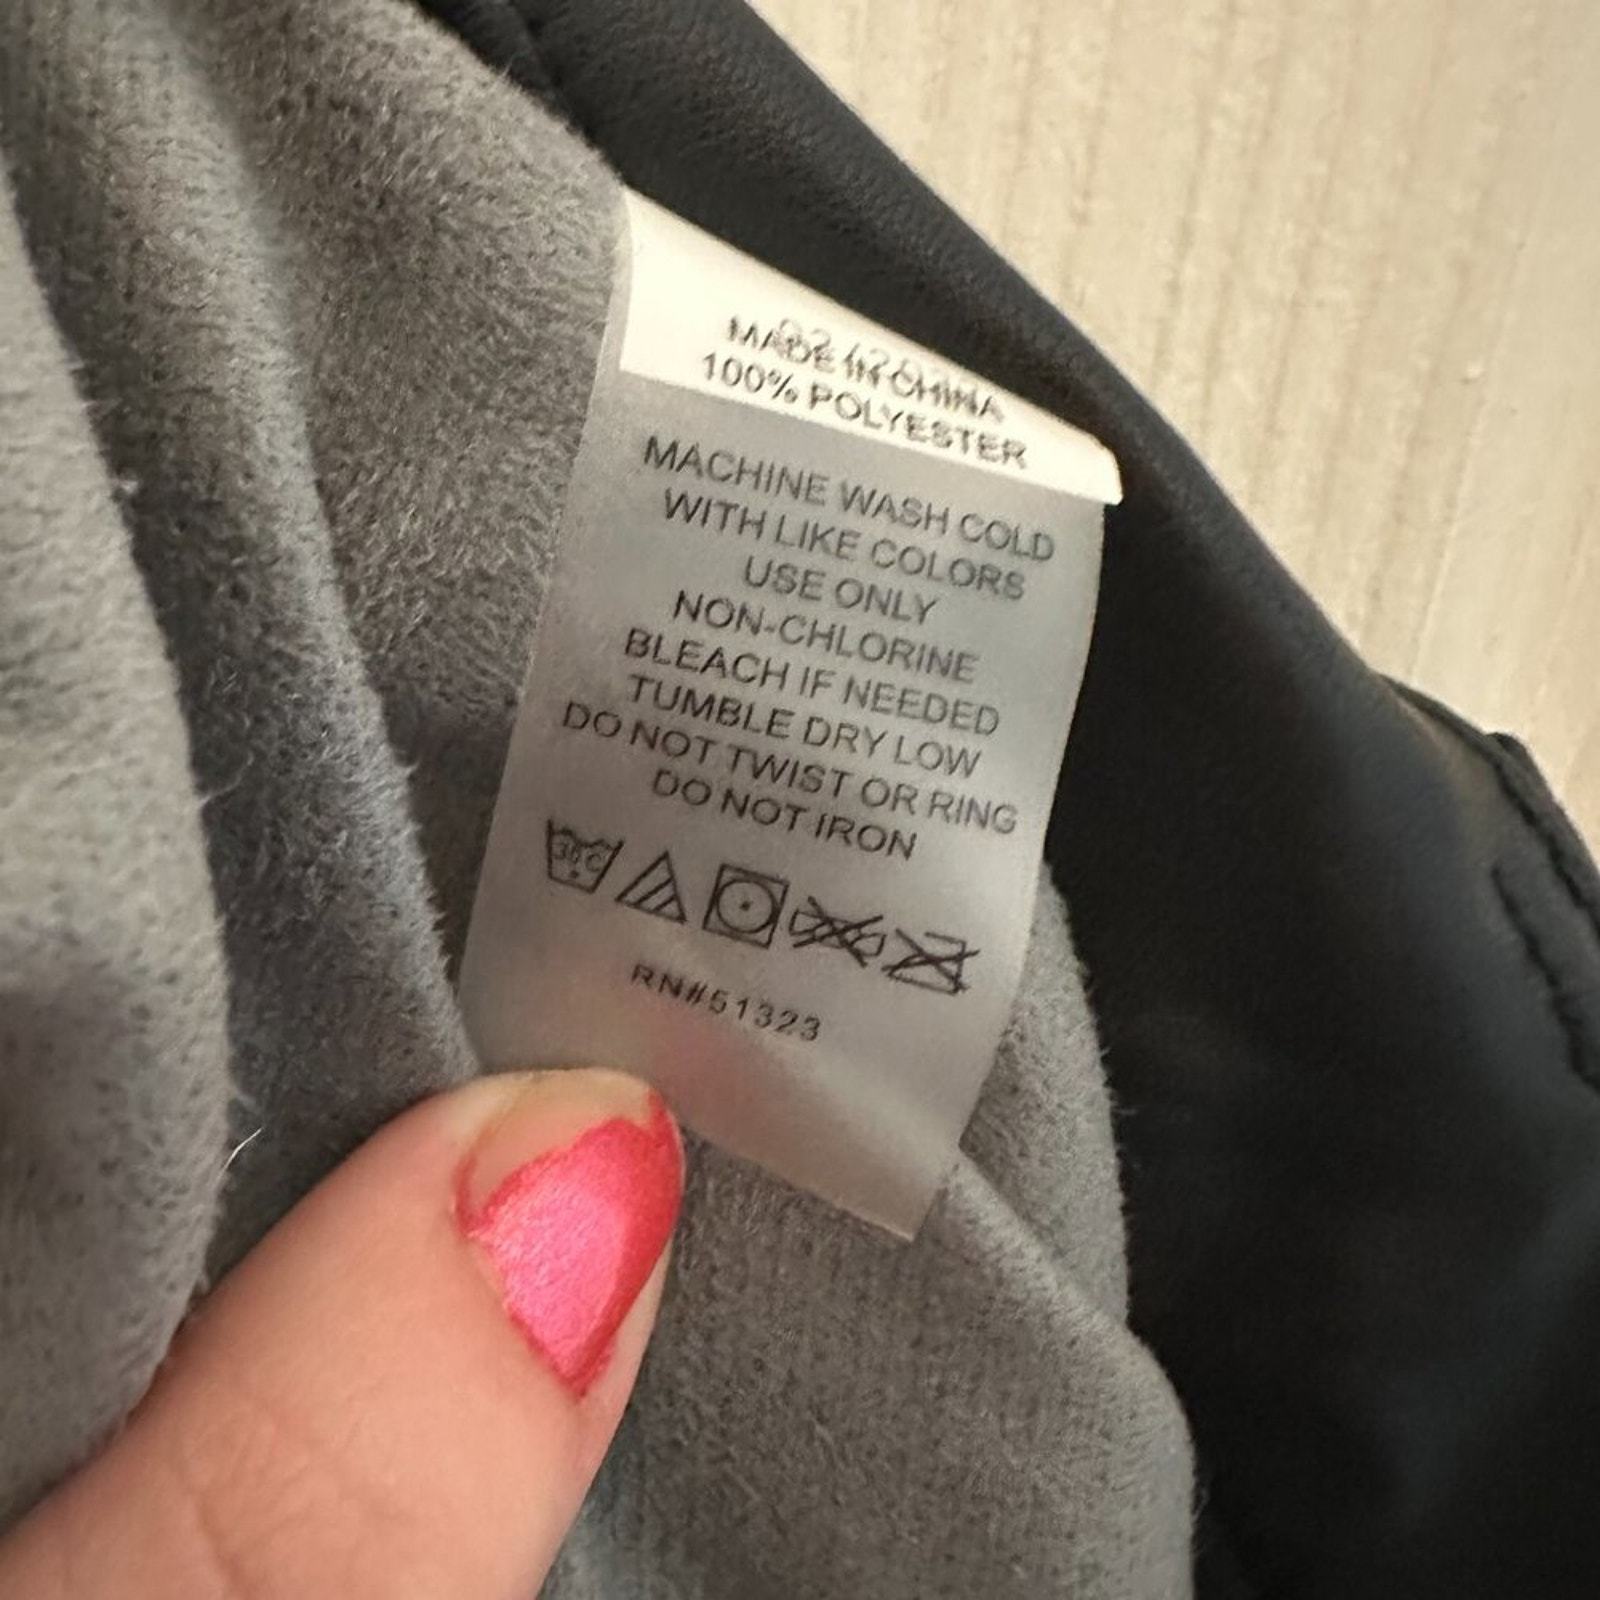 MADE IN CHINA
100% POLYESTER
MACHINE WASH COLD
WITH LIKE COLORS
USE ONLY
NON-CHLORINE
BLEACH IF NEEDED
TUMBLE DRY LOW
DO NOT TWIST OR RING
DO NOT IRON
30C
RN#51323